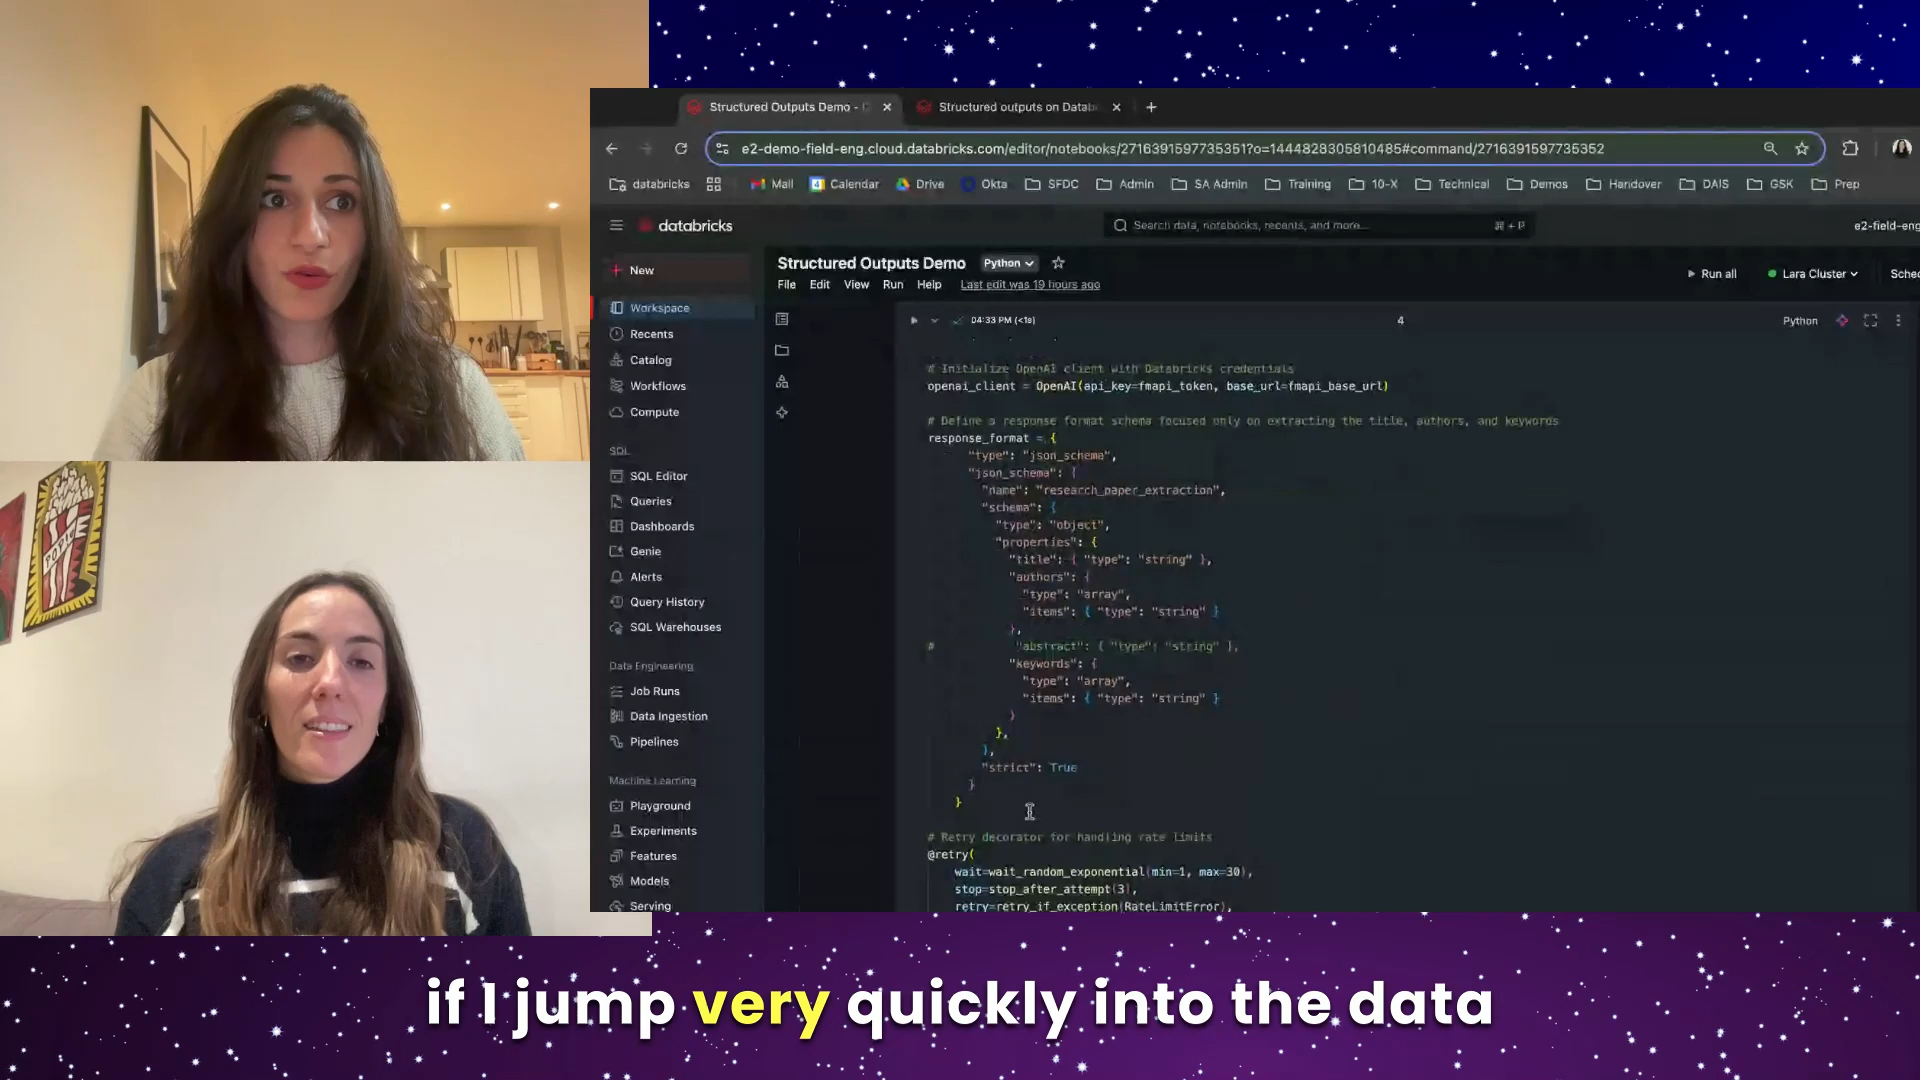 Structured Outputs Demo -
Structured outputs on Datab
e2-demo-field-eng.cloud.databricks.com/editor/notebooks/2716391597735351?o=1444828305810485#command/2716391597735352
databricks
Mail
Calendar
Drive
Okta
SFDC
Admin
SA Admin
Training
10-X
Technical
Demos
Handover
DAIS
GSK
Prep
databricks
Search data, notebooks, recents, and more...
⌘ + P
e2-field-eng
New
Workspace
Recents
Catalog
Workflows
Compute
SQL
SQL Editor
Queries
Dashboards
Genie
Alerts
Query History
SQL Warehouses
Data Engineering
Job Runs
Data Ingestion
Pipelines
Machine Learning
Playground
Experiments
Features
Models
Serving
Structured Outputs Demo
Python
File Edit View Run Help Last edit was 19 hours ago
Run all
Lara Cluster
Sched
04:33 PM (<1s)
4
Python
# Initialize OpenAI client with Databricks credentials
openai_client = OpenAI(api_key=fmapi_token, base_url=fmapi_base_url)
# Define a response format schema focused only on extracting the title, authors, and keywords
response_format = {
"type": "json_schema",
"json_schema": {
"name": "research_paper_extraction",
"schema": {
"type": "object",
"properties": {
"title": { "type": "string" },
"authors": {
"type": "array",
"items": { "type": "string" }
},
# "abstract": { "type": "string" },
"keywords": {
"type": "array",
"items": { "type": "string" }
}
},
},
"strict": True
}
}
# Retry decorator for handling rate limits
@retry(
wait=wait_random_exponential(min=1, max=30),
stop=stop_after_attempt(3),
retry=retry_if_exception(RateLimitError),
POPC
if I jump very quickly into the data